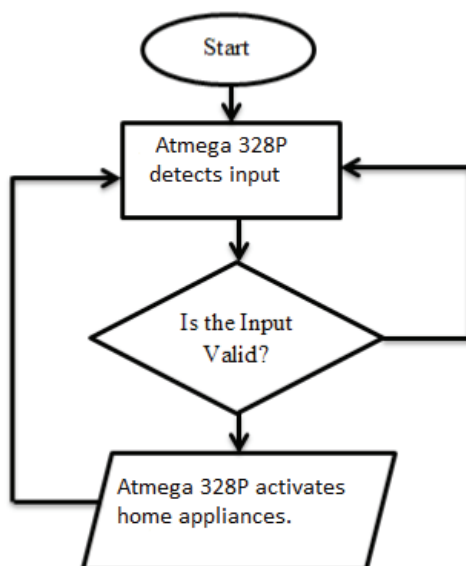 Start
Atmega 328P
detects input
Is the Input
Valid?
Atmega 328P activates
home appliances.